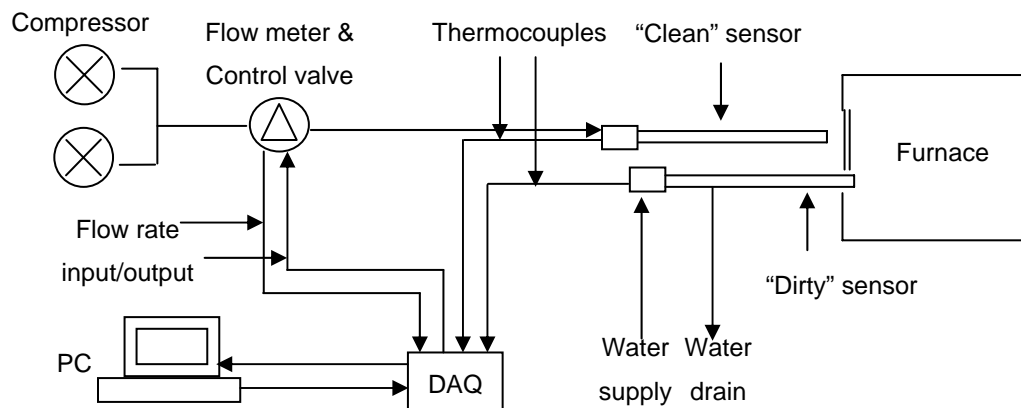 Compressor
Flow meter &
Control valve
Thermocouples
“Clean” sensor
Furnace
Flow rate
input/output
“Dirty” sensor
PC
DAQ
Water
supply
Water
drain